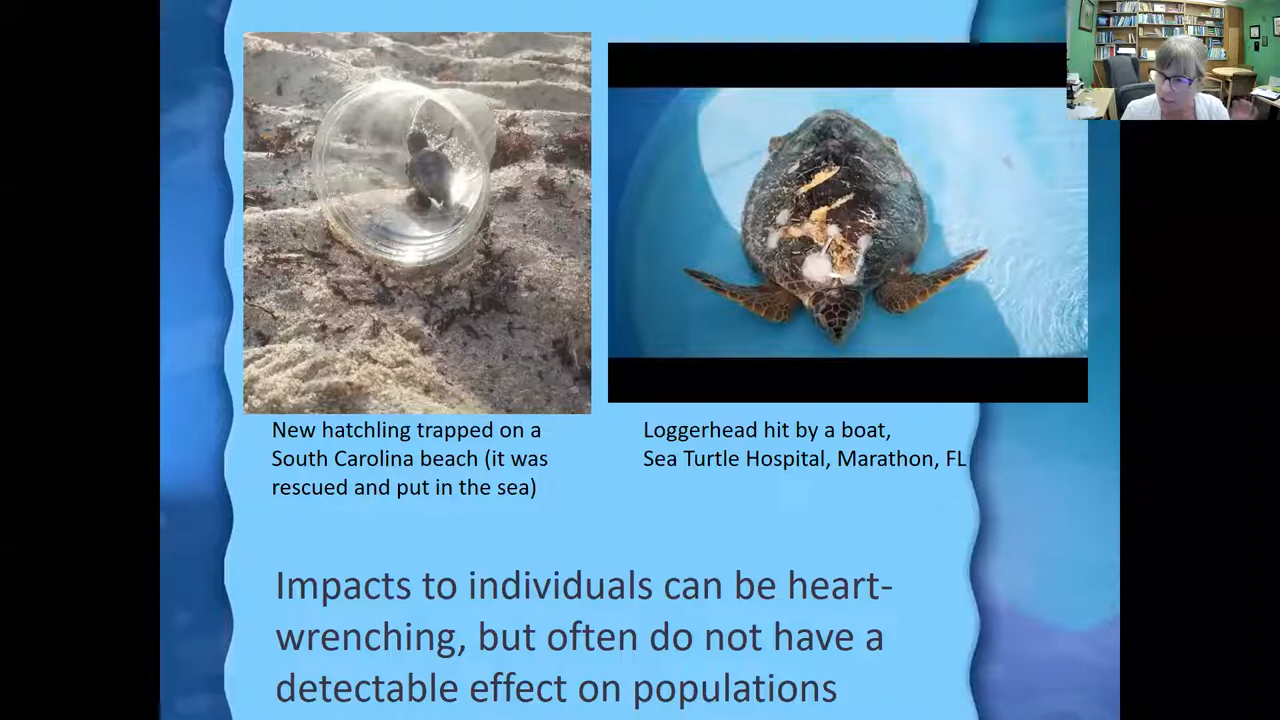 New hatchling trapped on a
South Carolina beach (it was
rescued and put in the sea)
Loggerhead hit by a boat,
Sea Turtle Hospital, Marathon, FL
Impacts to individuals can be heart-
wrenching, but often do not have a
detectable effect on populations